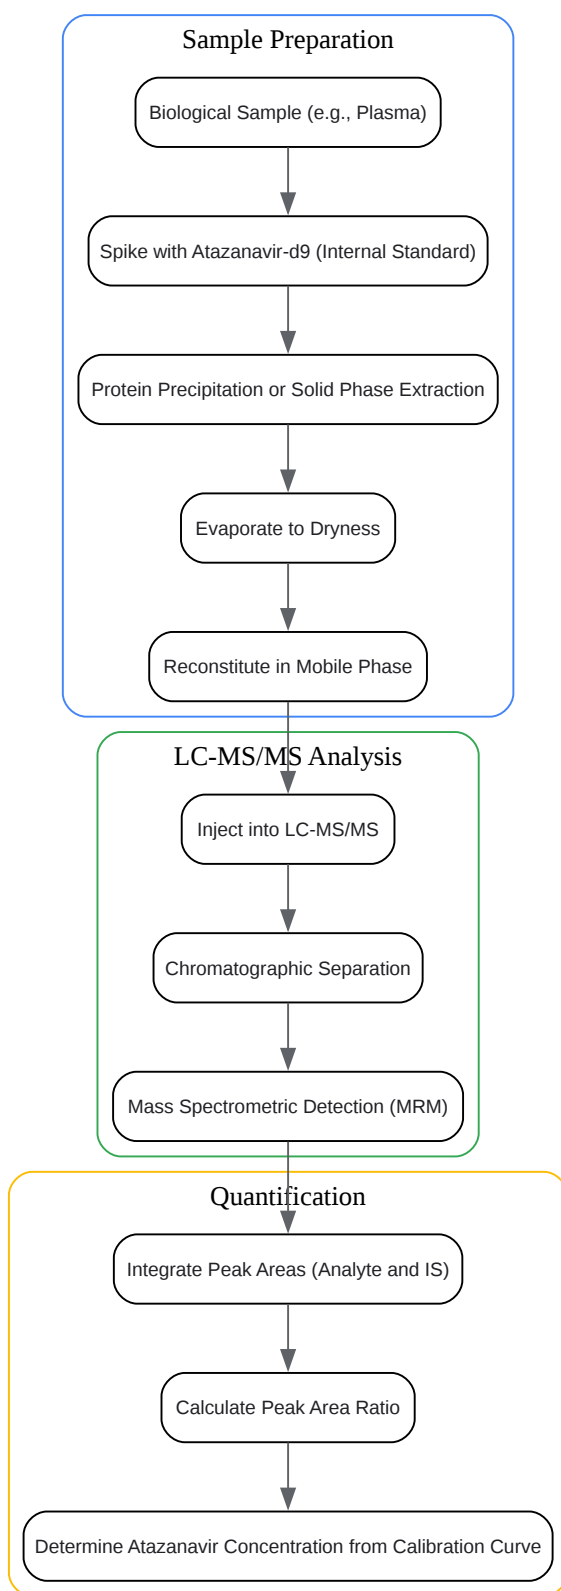 Sample Preparation
Biological Sample (e.g., Plasma)
Spike with Atazanavir-d9 (Internal Standard)
Protein Precipitation or Solid Phase Extraction
Evaporate to Dryness
Reconstitute in Mobile Phase
LC-MS/MS Analysis
Inject into LC-MS/MS
Chromatographic Separation
Mass Spectrometric Detection (MRM)
Quantification
Integrate Peak Areas (Analyte and IS)
Calculate Peak Area Ratio
Determine Atazanavir Concentration from Calibration Curve